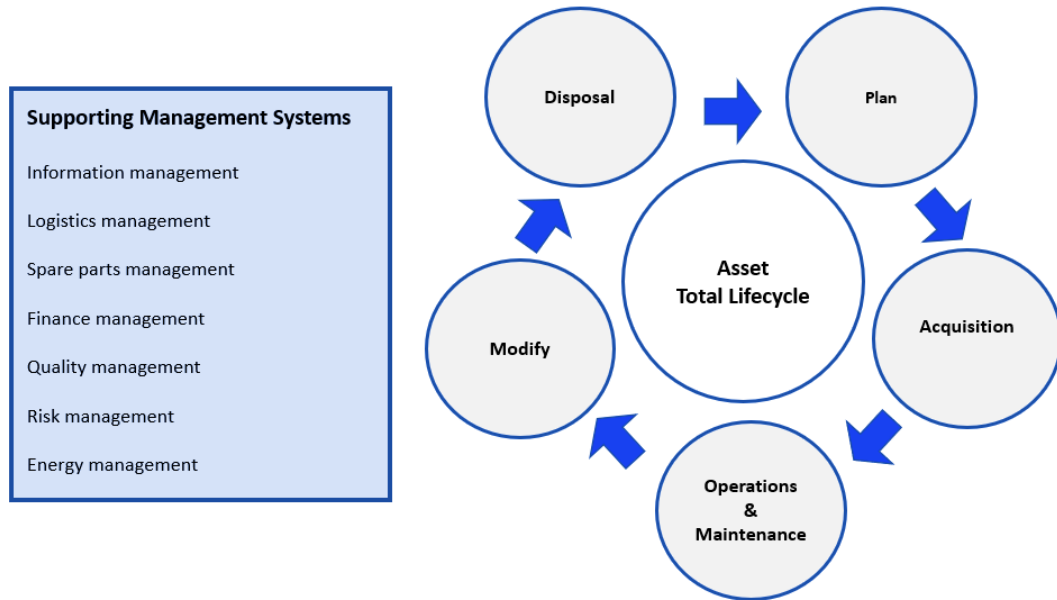 Supporting Management Systems
Information management
Logistics management
Spare parts management
Finance management
Quality management
Risk management
Energy management
Disposal
Plan
Asset
Total Lifecycle
Acquisition
Modify
Operations
&
Maintenance